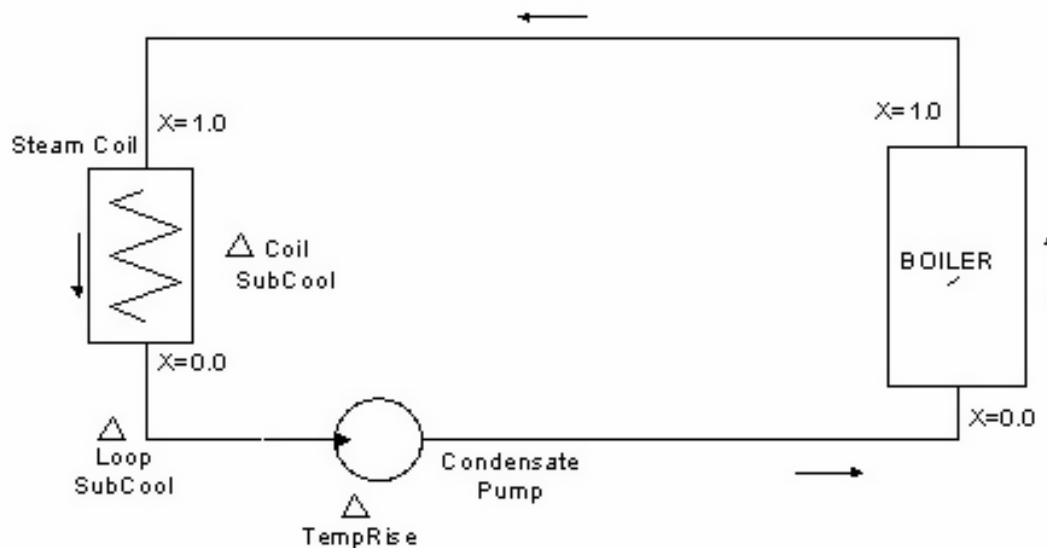 X=1.0
X=1.0
Steam Coil
△ Coil
SubCool
BOILER
X=0.0
X=0.0
△
Loop
SubCool
Condensate
Pump
△
TempRise